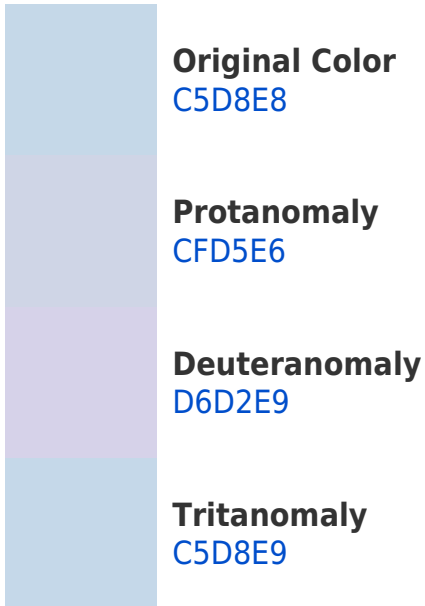 Original Color
C5D8E8
Protanomaly
CFD5E6
Deuteranomaly
D6D2E9
Tritanomaly
C5D8E9